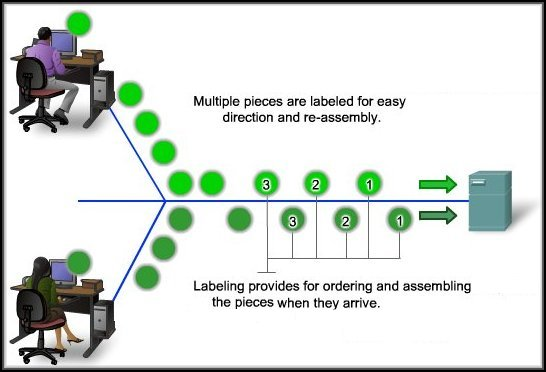 Multiple pieces are labeled for easy
direction and re-assembly.
3 2 1
3 2 1
Labeling provides for ordering and assembling
the pieces when they arrive.